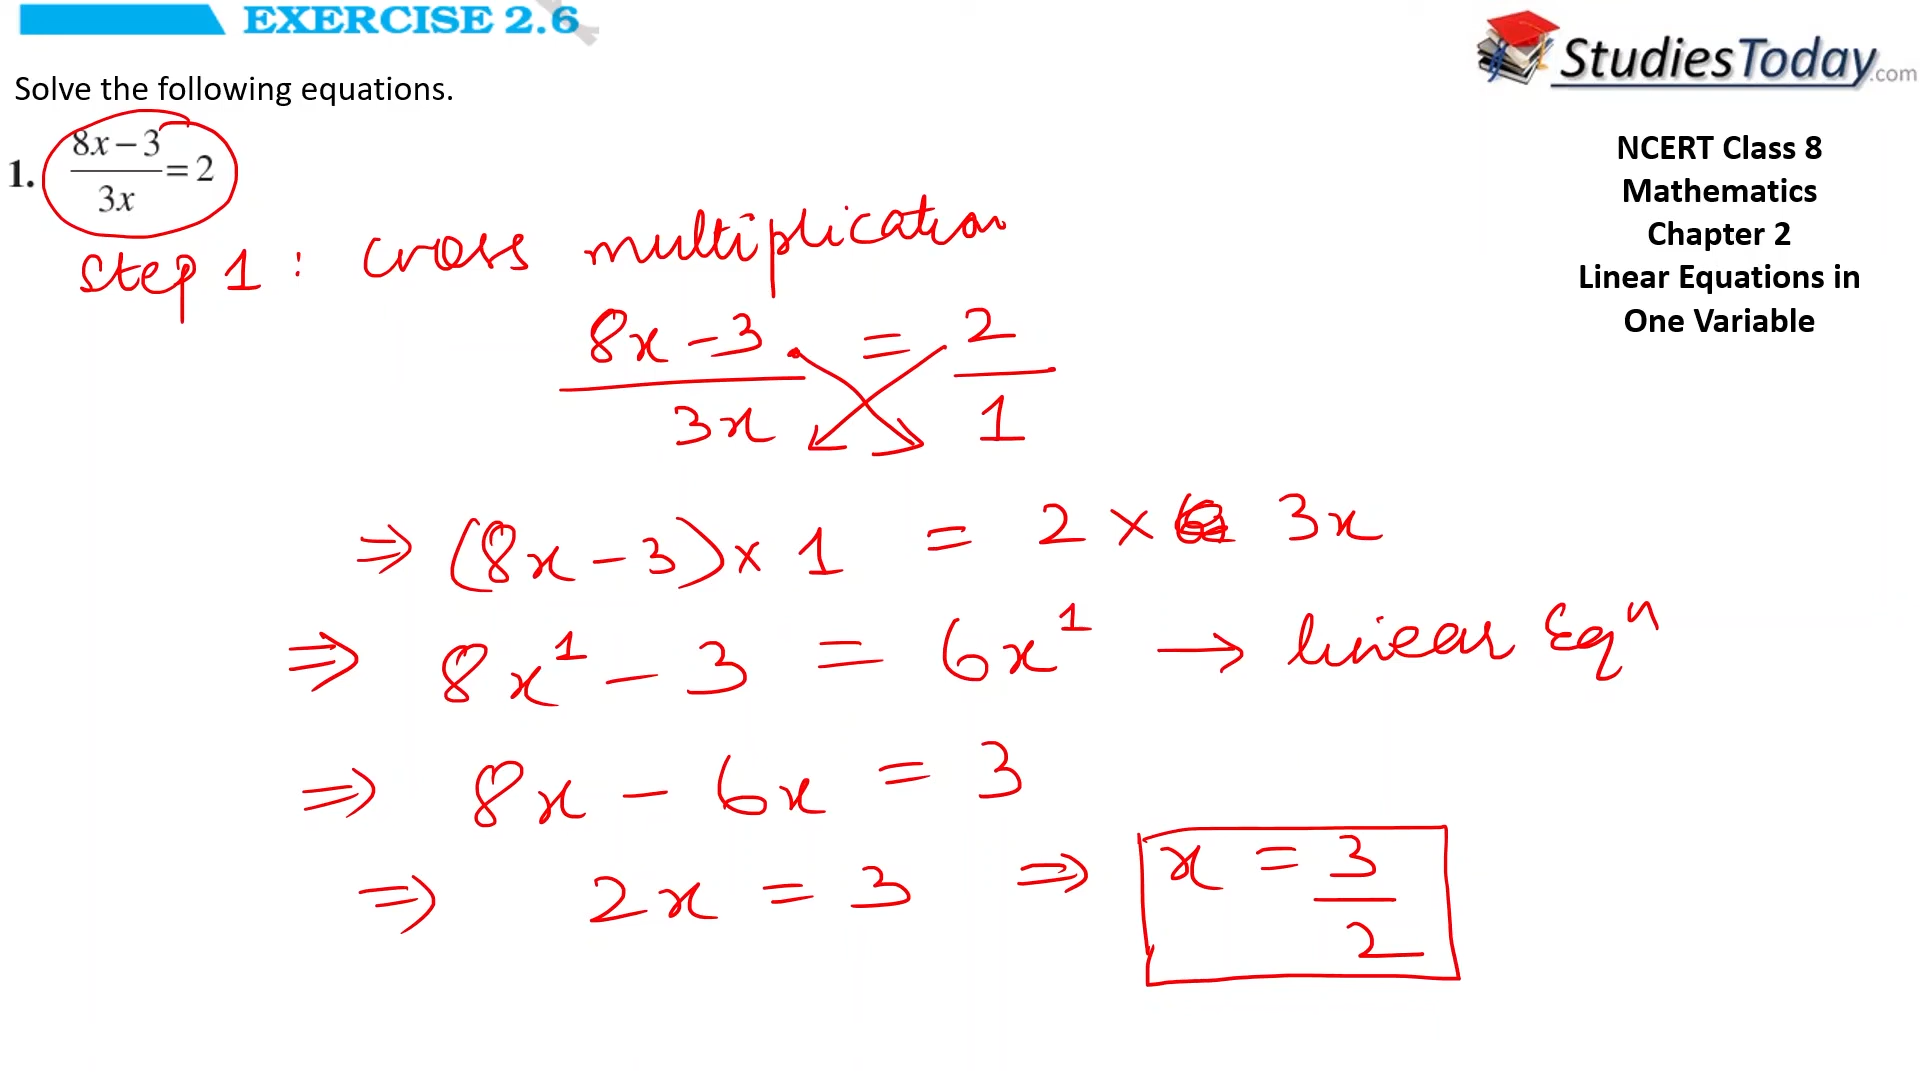 EXERCISE 2.6
StudiesToday.com
Solve the following equations.
1. (8x – 3)/3x = 2
NCERT Class 8
Mathematics
Chapter 2
Linear Equations in
One Variable
Step 1 : cross multiplication
(8x – 3)/3x = 2/1
⇒ (8x – 3) × 1 = 2 × 3x
⇒ 8x¹ – 3 = 6x¹ → linear Eqⁿ
⇒ 8x – 6x = 3
⇒ 2x = 3 ⇒ x = 3/2